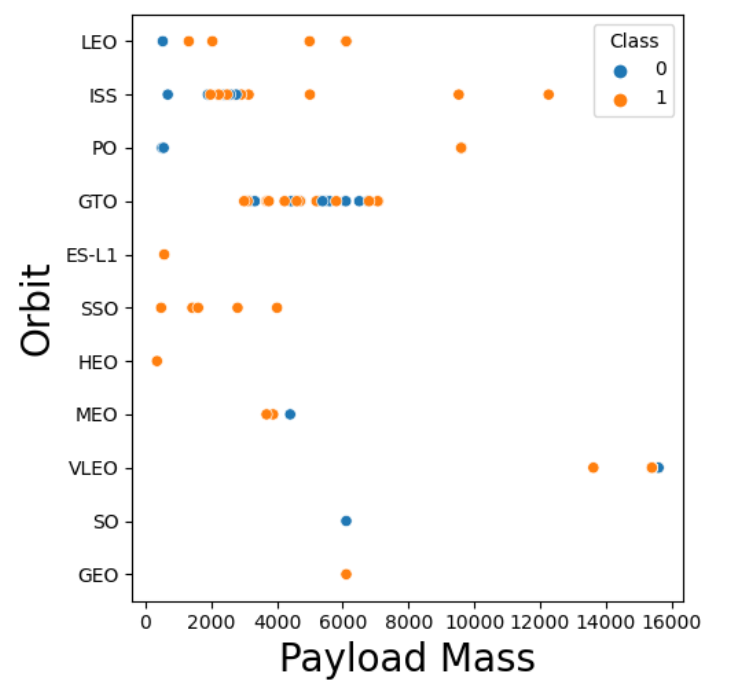 Class
0
1
LEO
ISS
PO
GTO
ES-L1
SSO
HEO
MEO
VLEO
SO
GEO
Orbit
0 2000 4000 6000 8000 10000 12000 14000 16000
Payload Mass